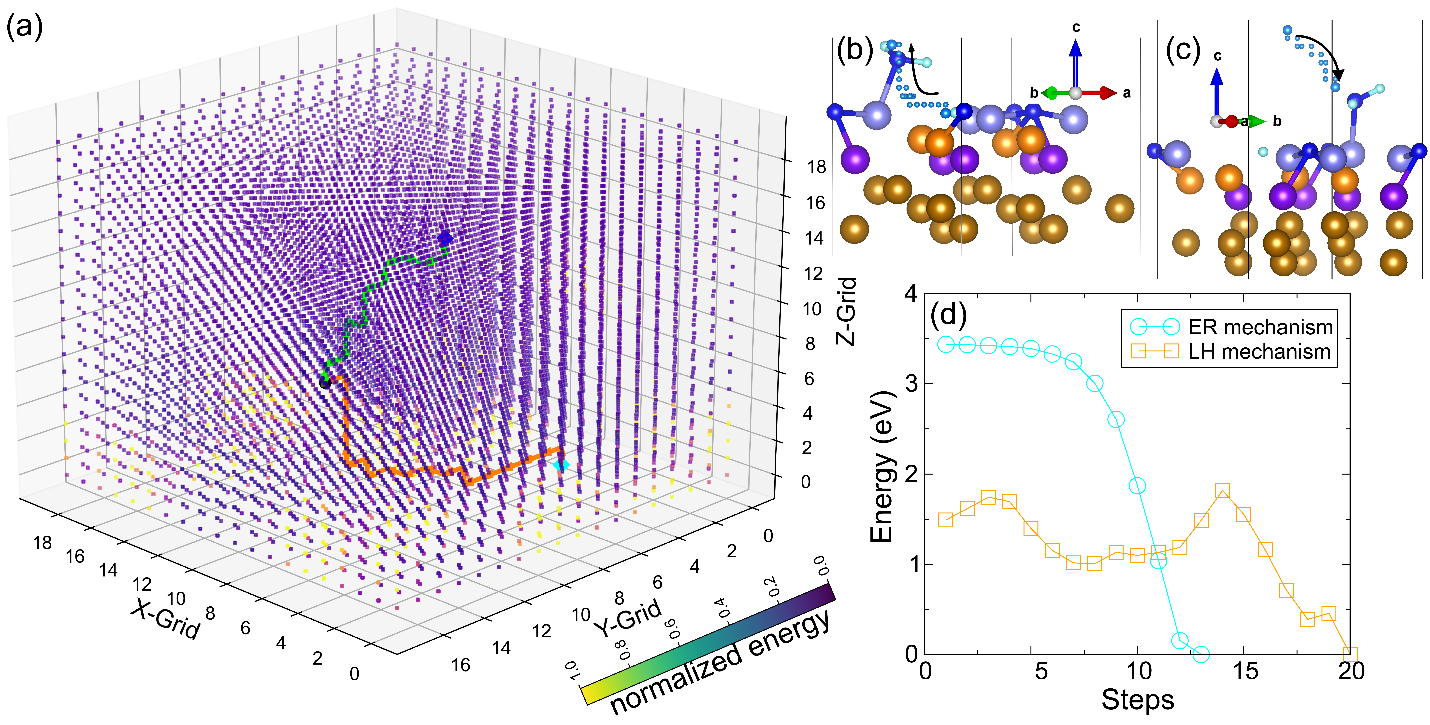 (a)
18
16
14
12
10
8
6
4
2
0
Z-Grid
18
16
14
12
10
8
6
4
2
0
X-Grid
16
14
12
10
8
6
4
2
0
Y-Grid
1.0
0.8
0.6
0.4
0.2
0.0
normalized energy
(b)
c
b
a
(c)
c
a
b
(d)
ER mechanism
LH mechanism
4
3
2
1
0
Energy (eV)
0
5
10
15
20
Steps